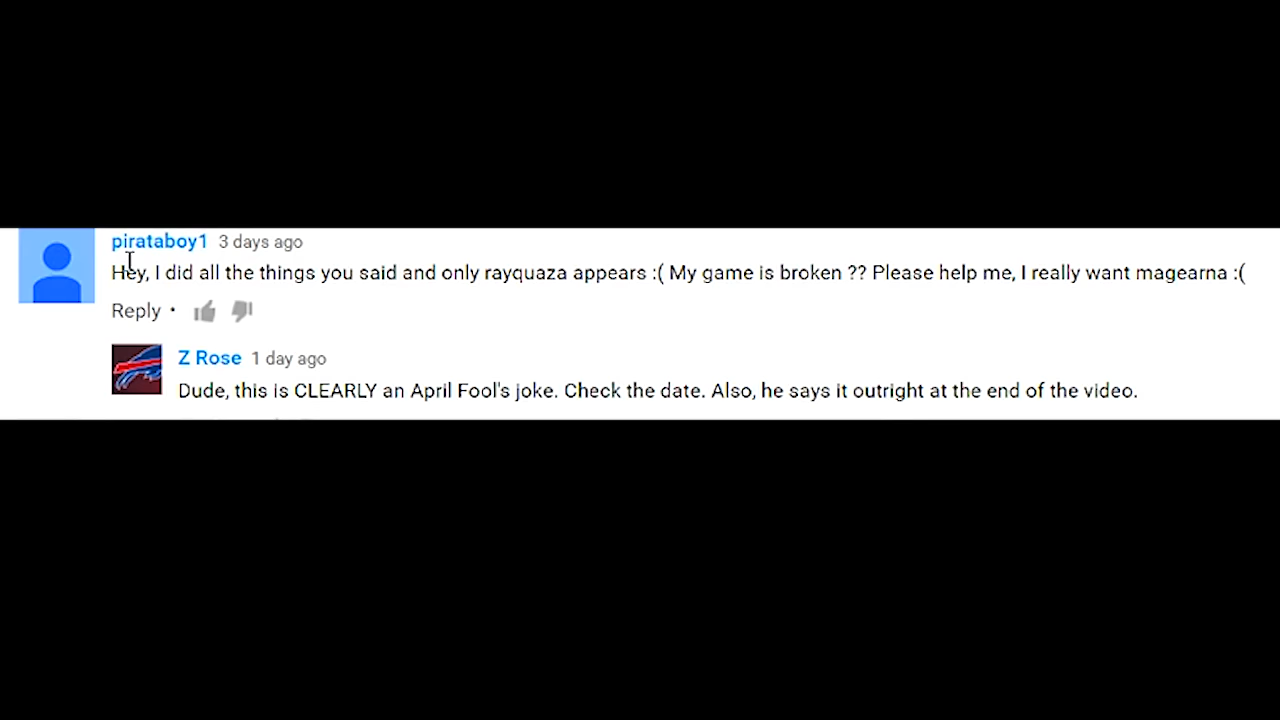 pirataboy1 3 days ago
Hey, I did all the things you said and only rayquaza appears :( My game is broken ?? Please help me, I really want magearna :(
Reply •
Z Rose 1 day ago
Dude, this is CLEARLY an April Fool's joke. Check the date. Also, he says it outright at the end of the video.